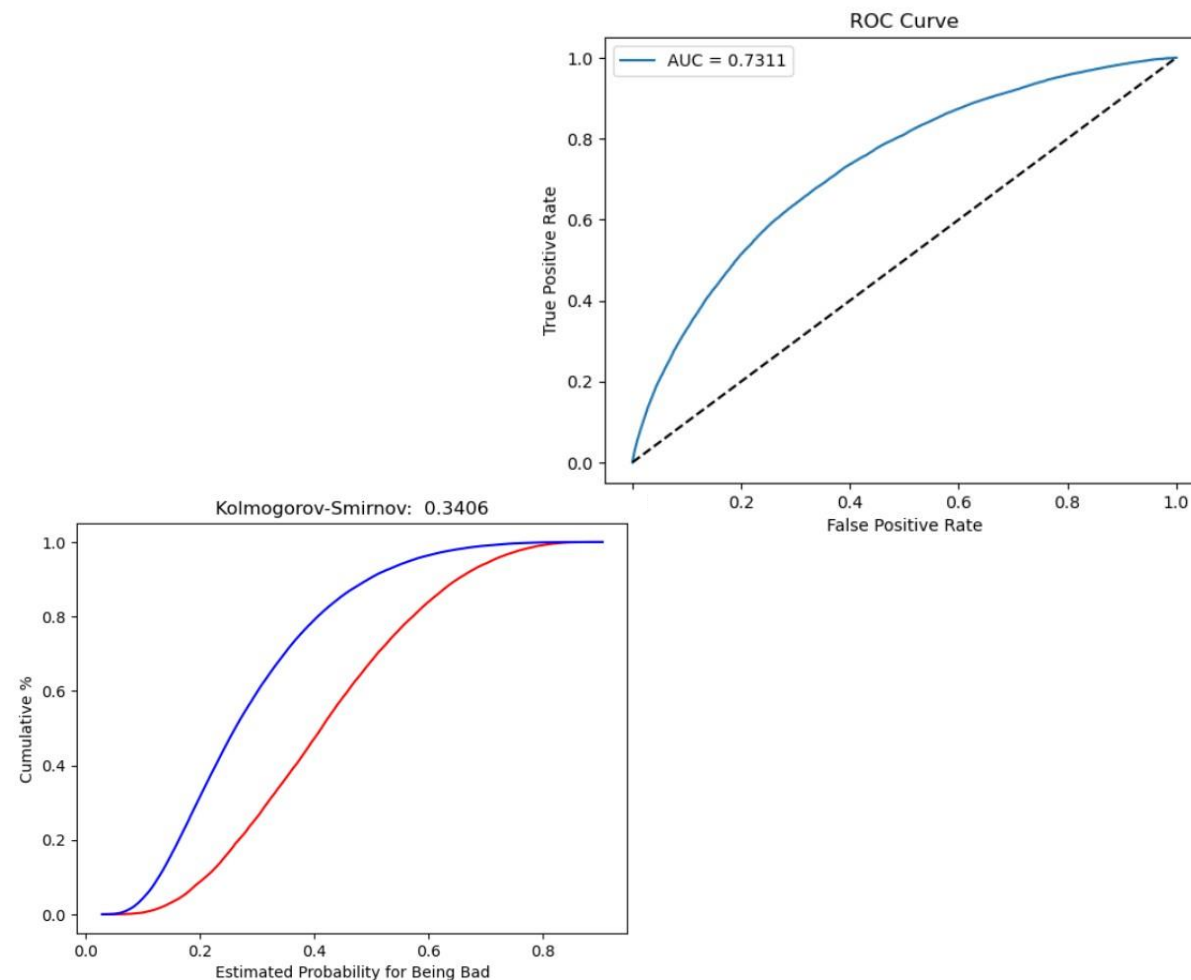 ROC Curve
AUC = 0.7311
True Positive Rate
1.0
0.8
0.6
0.4
0.2
0.0
0.2 0.4 0.6 0.8 1.0
False Positive Rate
Kolmogorov-Smirnov: 0.3406
Cumulative %
1.0
0.8
0.6
0.4
0.2
0.0
0.0 0.2 0.4 0.6 0.8
Estimated Probability for Being Bad